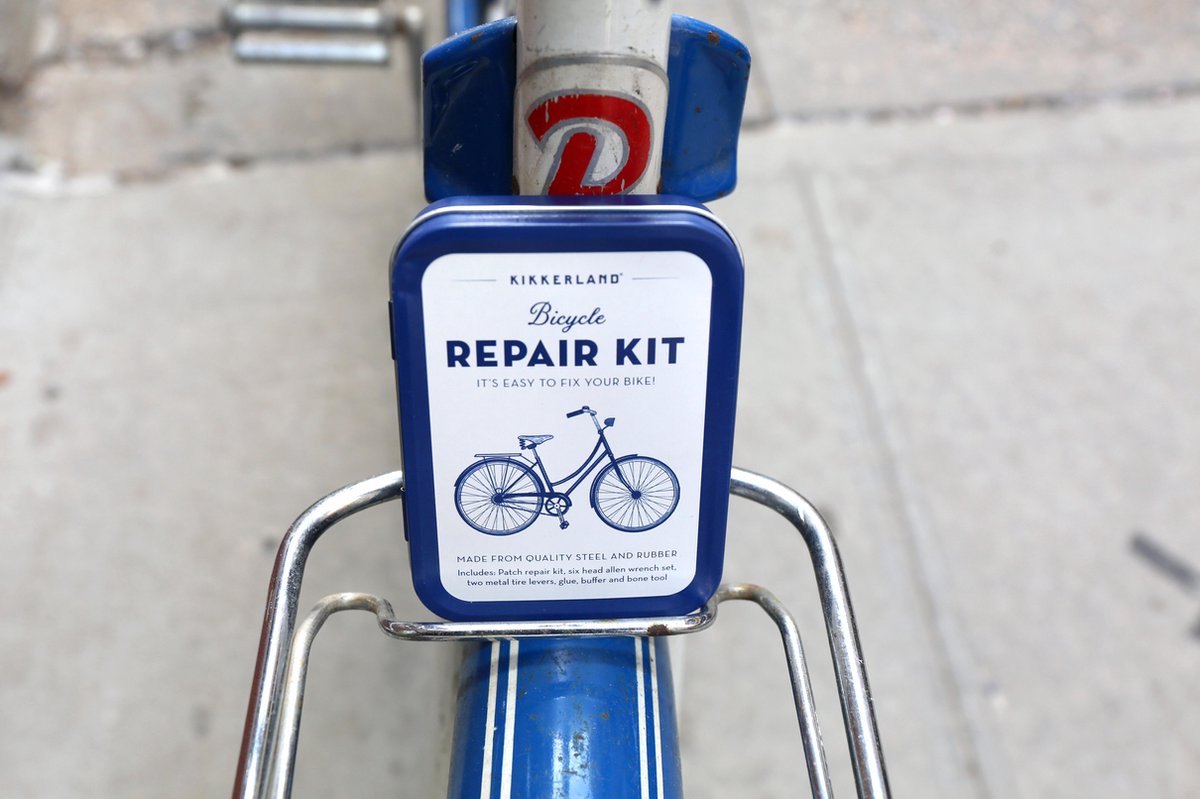 R
KIKKERLAND®
Bicycle
REPAIR KIT
IT'S EASY TO FIX YOUR BIKE!
MADE FROM QUALITY STEEL AND RUBBER
Includes: Patch repair kit, six head allen wrench set,
two metal tire levers, glue, buffer and bone tool